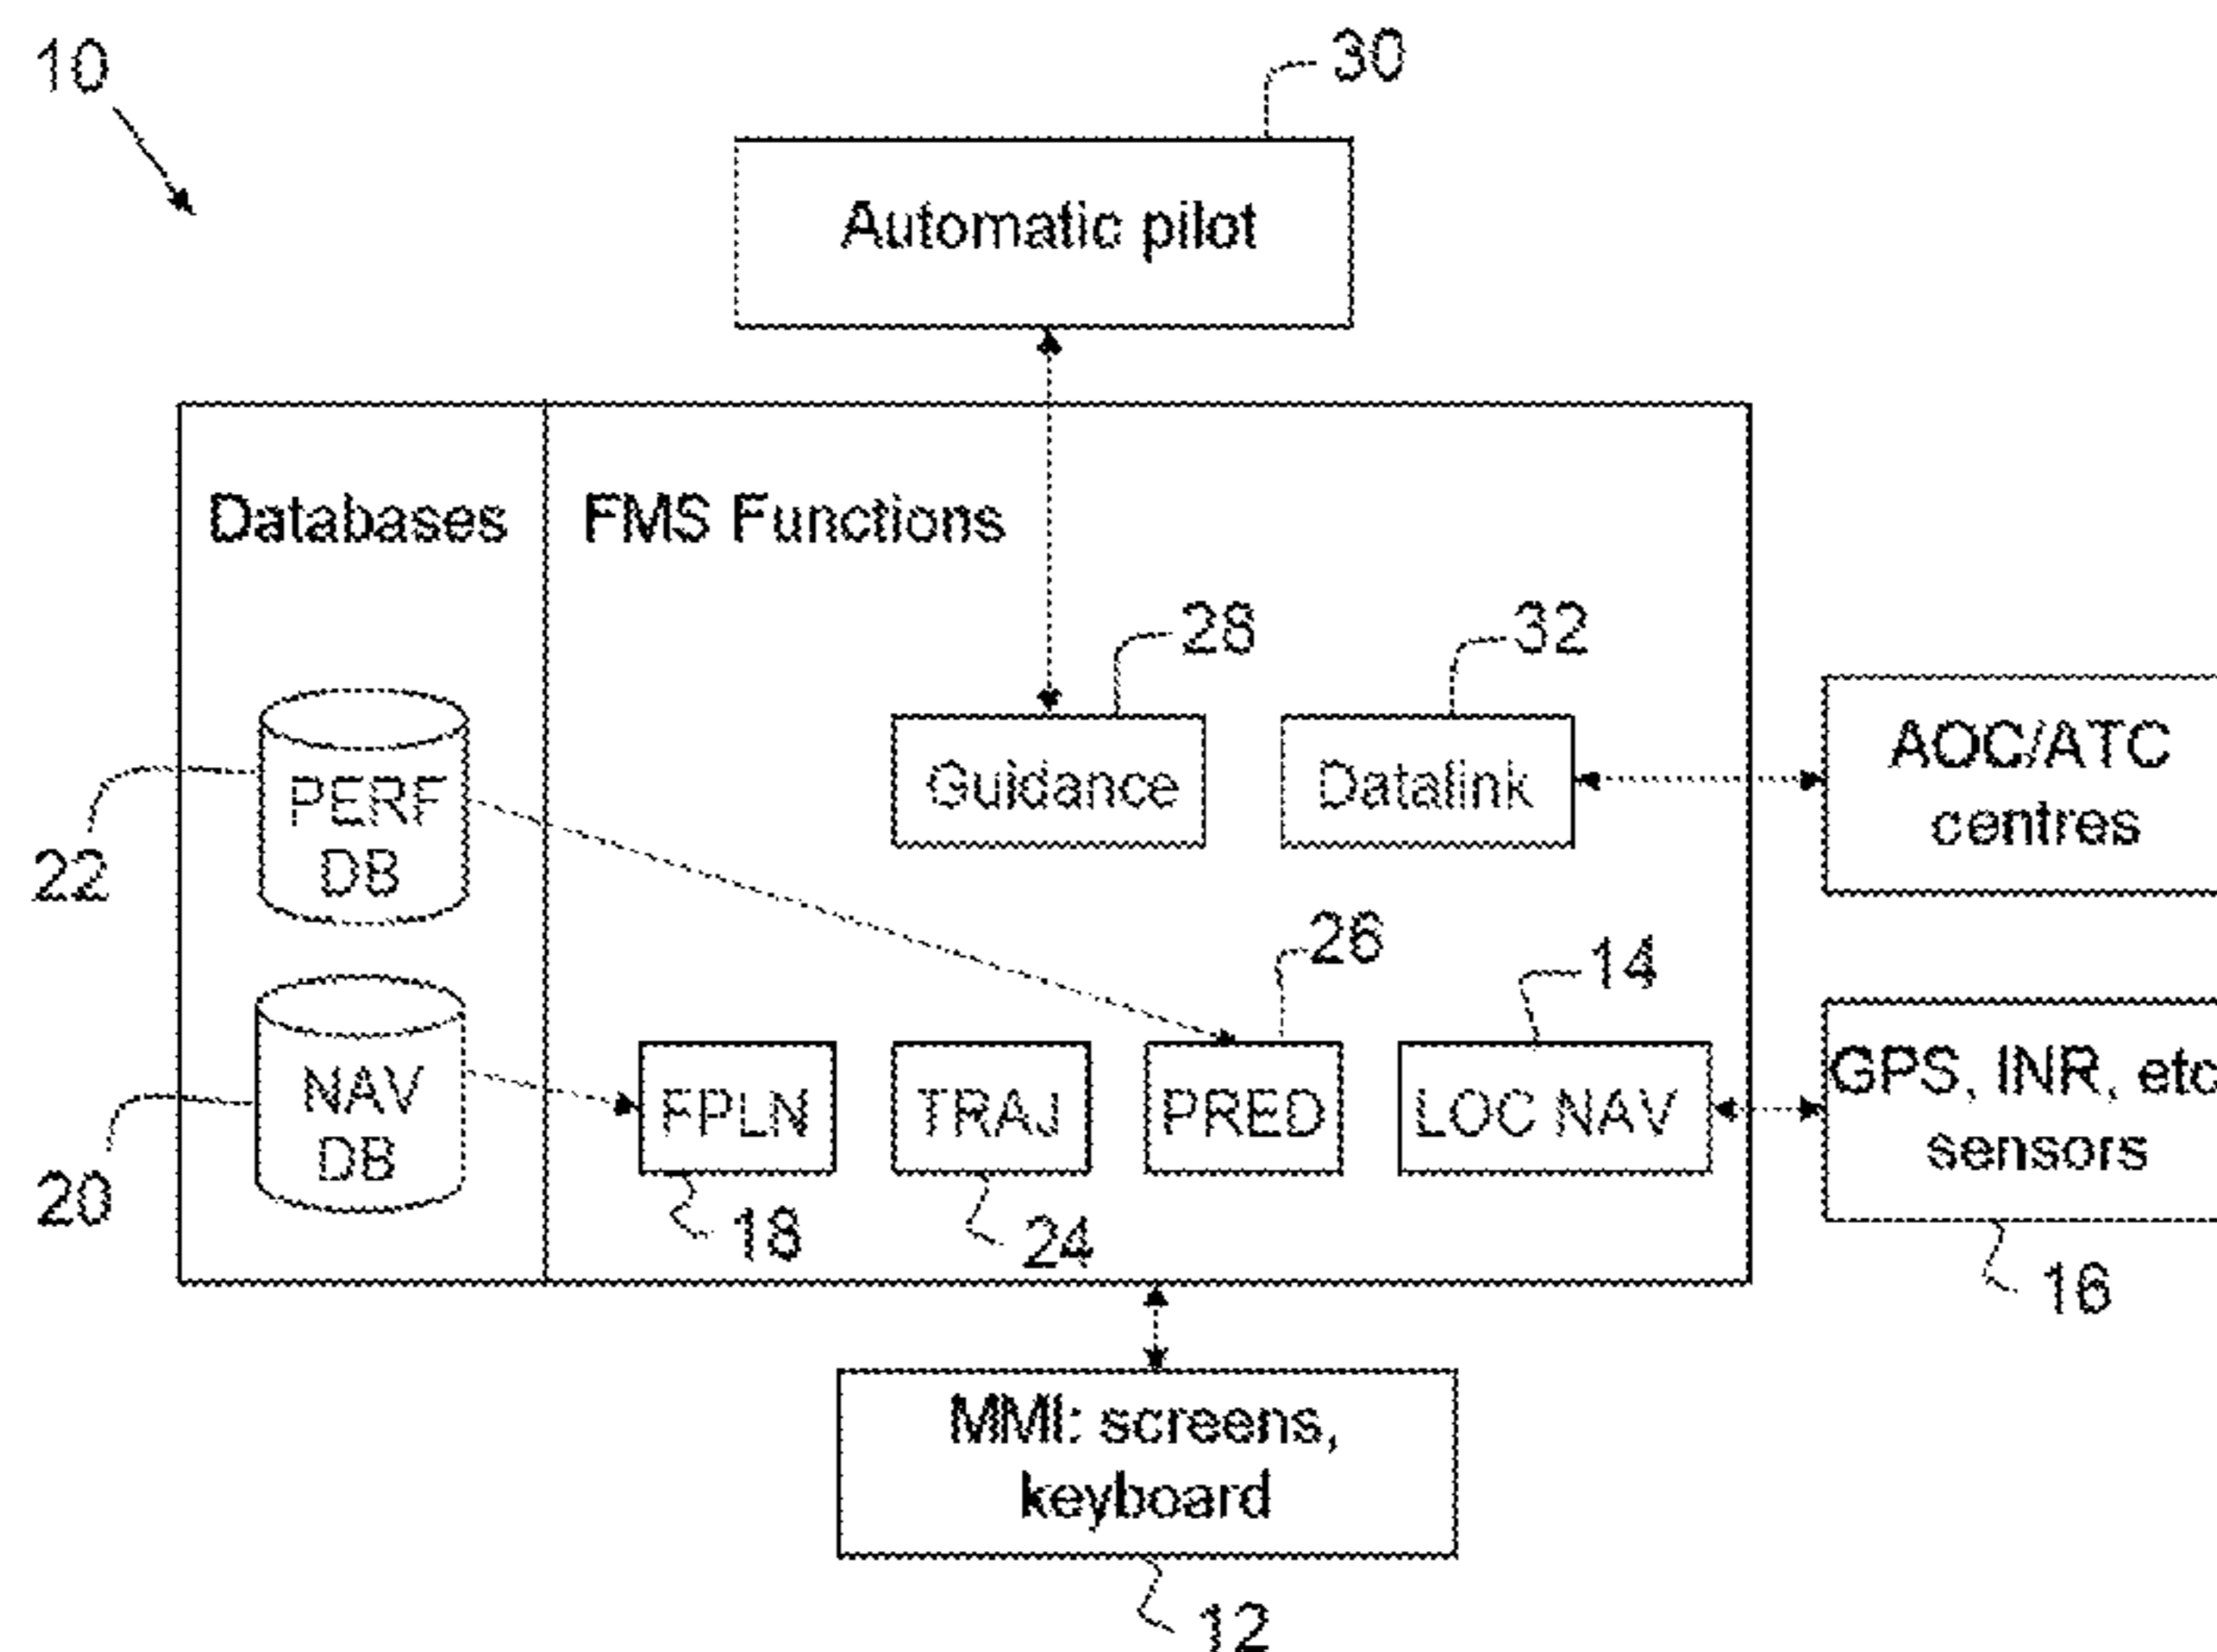 10
30
Automatic pilot
Databases
FMS Functions
28
32
PERF
DB
22
Guidance
Datalink
AOC/ATC
centres
26
14
NAV
DB
20
FPLN
TRAJ
PRED
LOC NAV
GPS, INR, etc
sensors
18
24
16
MMI: screens,
keyboard
12